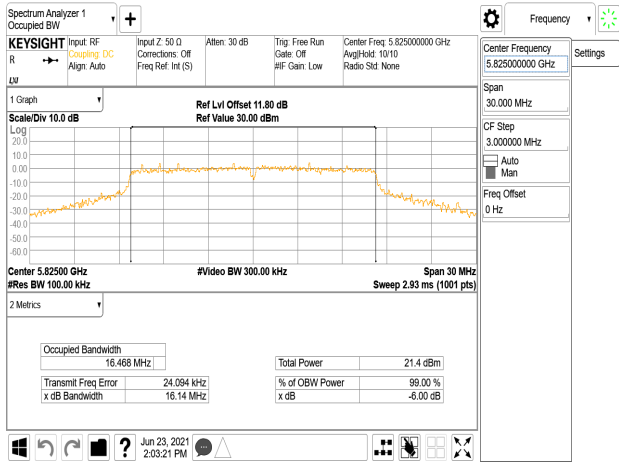 Spectrum Analyzer 1
Occupied BW
Frequency
KEYSIGHT
R
Input: RF
Coupling: DC
Align: Auto
Input Z: 50 Ω
Corrections: Off
Freq Ref: Int (S)
Atten: 30 dB
Trig: Free Run
Gate: Off
#IF Gain: Low
Center Freq: 5.825000000 GHz
Avg|Hold: 10/10
Radio Std: None
LXI
Center Frequency
5.825000000 GHz
Settings
Span
30.000 MHz
CF Step
3.000000 MHz
Auto
Man
Freq Offset
0 Hz
1 Graph
Scale/Div 10.0 dB
Ref Lvl Offset 11.80 dB
Ref Value 30.00 dBm
Log
20.0
10.0
0.00
-10.0
-20.0
-30.0
-40.0
-50.0
-60.0
Center 5.82500 GHz
#Video BW 300.00 kHz
Span 30 MHz
#Res BW 100.00 kHz
Sweep 2.93 ms (1001 pts)
2 Metrics
Occupied Bandwidth
16.468 MHz
Total Power 21.4 dBm
Transmit Freq Error 24.094 kHz
% of OBW Power 99.00 %
x dB Bandwidth 16.14 MHz
x dB -6.00 dB
?
Jun 23, 2021
2:03:21 PM